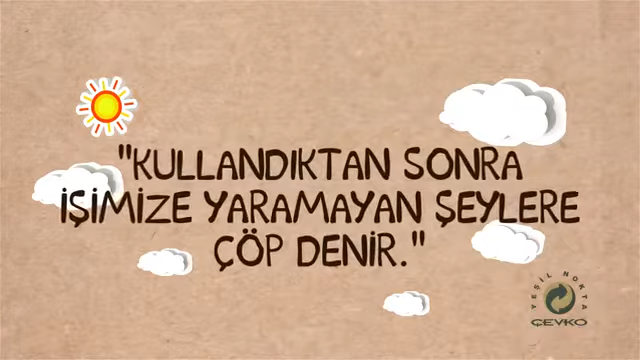 "KULLANDIKTAN SONRA
İŞİMİZE YARAMAYAN ŞEYLERE
ÇÖP DENİR."
YEŞİL NOKTA
ÇEVKO